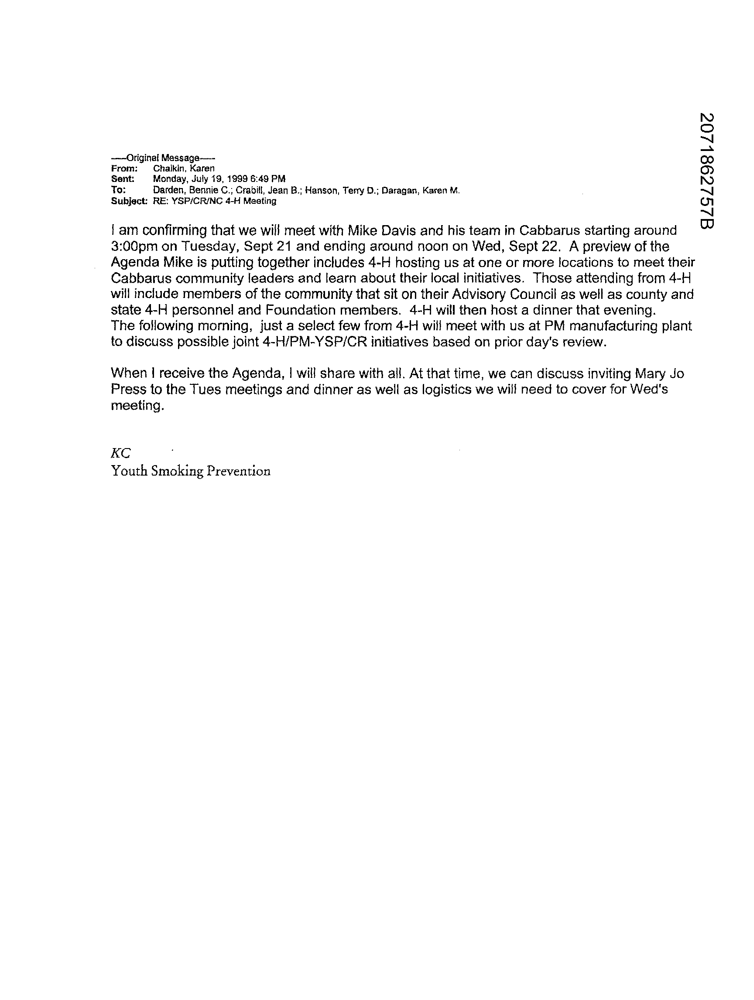 2071862757B
-----Original Message-----
From: Chaikin, Karen
Sent: Monday, July 19, 1999 6:49 PM
To: Darden, Bennie C.; Crabill, Jean B.; Hanson, Terry D.; Daragan, Karen M.
Subject: RE: YSP/CR/NC 4-H Meeting
I am confirming that we will meet with Mike Davis and his team in Cabbarus starting around
3:00pm on Tuesday, Sept 21 and ending around noon on Wed, Sept 22. A preview of the
Agenda Mike is putting together includes 4-H hosting us at one or more locations to meet their
Cabbarus community leaders and learn about their local initiatives. Those attending from 4-H
will include members of the community that sit on their Advisory Council as well as county and
state 4-H personnel and Foundation members. 4-H will then host a dinner that evening.
The following morning, just a select few from 4-H will meet with us at PM manufacturing plant
to discuss possible joint 4-H/PM-YSP/CR initiatives based on prior day's review.
When I receive the Agenda, I will share with all. At that time, we can discuss inviting Mary Jo
Press to the Tues meetings and dinner as well as logistics we will need to cover for Wed's
meeting.
KC
Youth Smoking Prevention